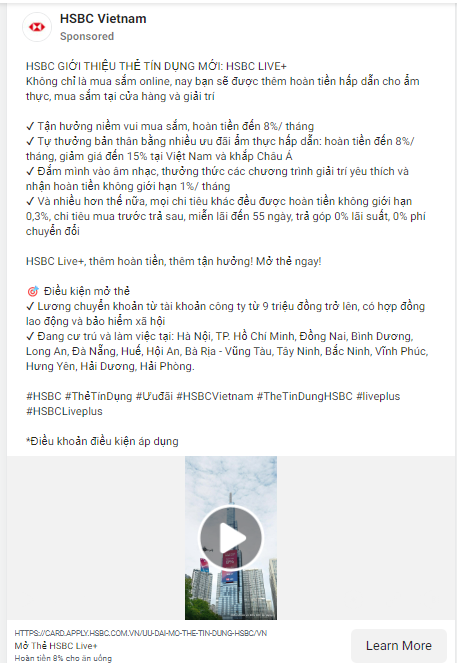 HSBC Vietnam
Sponsored
HSBC GIỚI THIỆU THẺ TÍN DỤNG MỚI: HSBC LIVE+
Không chỉ là mua sắm online, nay bạn sẽ được thêm hoàn tiền hấp dẫn cho ẩm
thực, mua sắm tại cửa hàng và giải trí
✓ Tận hưởng niềm vui mua sắm, hoàn tiền đến 8%/ tháng
✓ Tự thưởng bản thân bằng nhiều ưu đãi ẩm thực hấp dẫn: hoàn tiền đến 8%/
tháng, giảm giá đến 15% tại Việt Nam và khắp Châu Á
✓ Đắm mình vào âm nhạc, thưởng thức các chương trình giải trí yêu thích và
nhận hoàn tiền không giới hạn 1%/ tháng
✓ Và nhiều hơn thế nữa, mọi chi tiêu khác đều được hoàn tiền không giới hạn
0,3%, chi tiêu mua trước trả sau, miễn lãi đến 55 ngày, trả góp 0% lãi suất, 0% phí
chuyển đổi
HSBC Live+, thêm hoàn tiền, thêm tận hưởng! Mở thẻ ngay!
🎯 Điều kiện mở thẻ
✓ Lương chuyển khoản từ tài khoản công ty từ 9 triệu đồng trở lên, có hợp đồng
lao động và bảo hiểm xã hội
✓ Đang cư trú và làm việc tại: Hà Nội, TP. Hồ Chí Minh, Đồng Nai, Bình Dương,
Long An, Đà Nẵng, Huế, Hội An, Bà Rịa - Vũng Tàu, Tây Ninh, Bắc Ninh, Vĩnh Phúc,
Hưng Yên, Hải Dương, Hải Phòng.
#HSBC #ThẻTínDụng #Ưuđãi #HSBCVietnam #TheTinDungHSBC #liveplus
#HSBCLiveplus
*Điều khoản điều kiện áp dụng
HTTPS://CARD.APPLY.HSBC.COM.VN/UU-DAI-MO-THE-TIN-DUNG-HSBC/VN
Mở Thẻ HSBC Live+
Hoàn tiền 8% cho ăn uống
Learn More